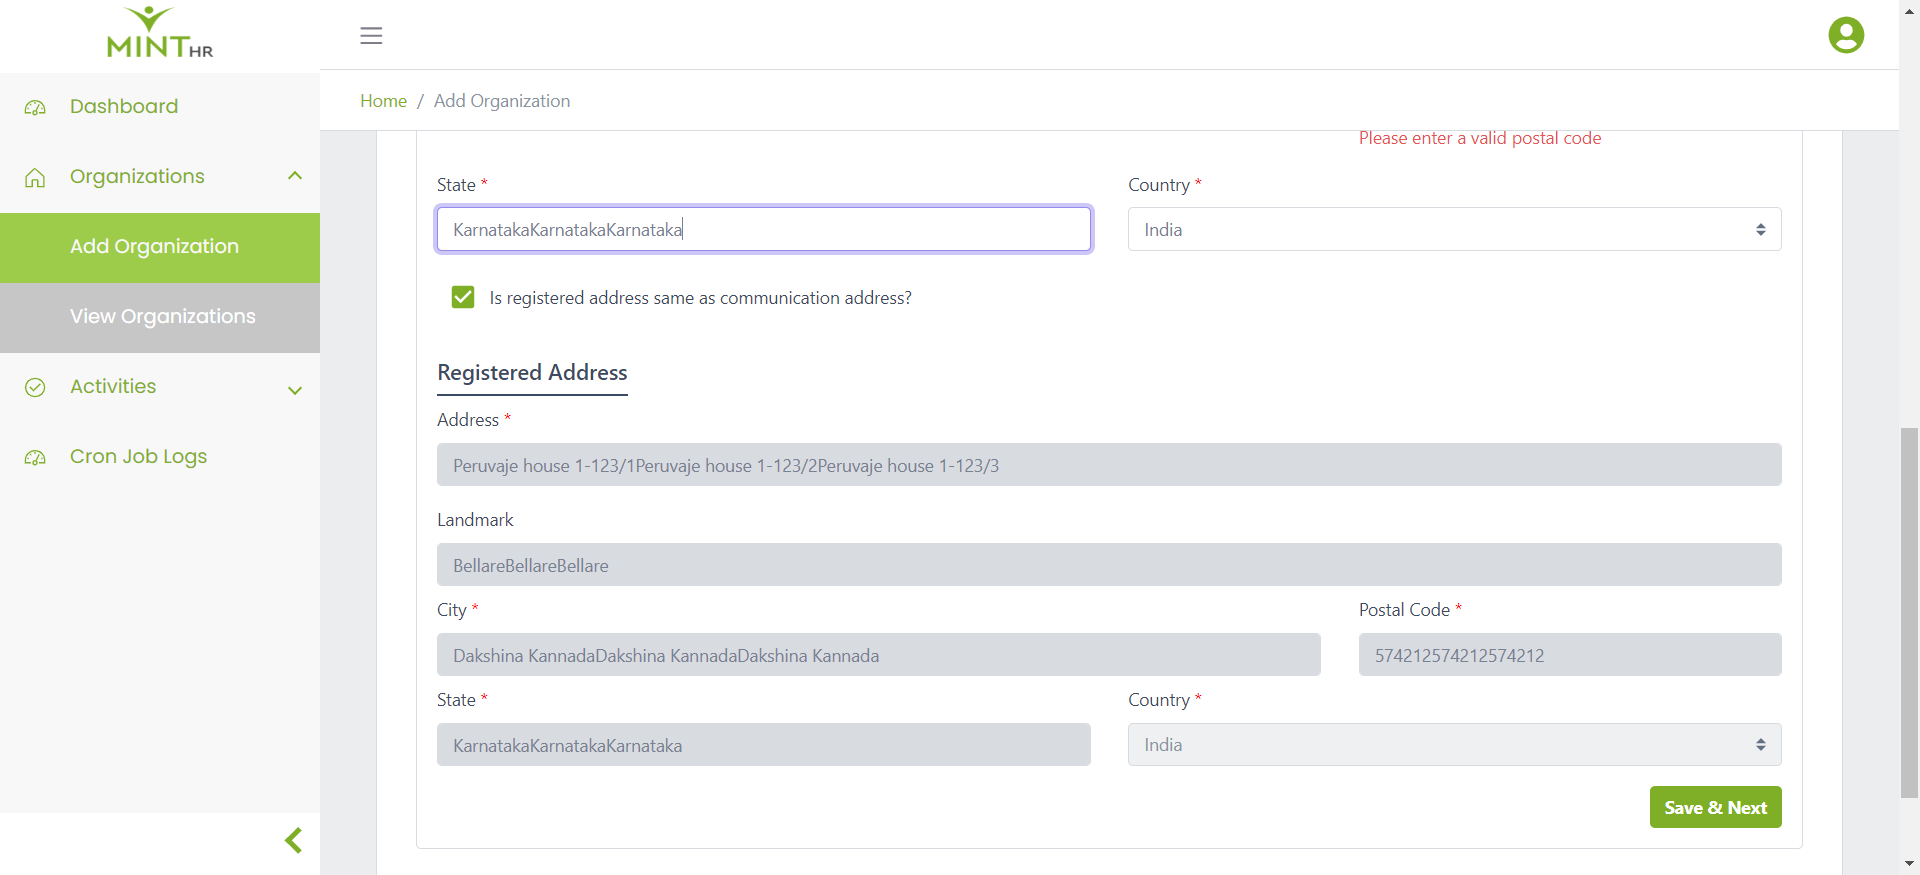 MINT HR
Home / Add Organization
Dashboard
Organizations
Add Organization
View Organizations
Activities
Cron Job Logs
Please enter a valid postal code
State *
Country *
KarnatakaKarnatakaKarnataka
India
Is registered address same as communication address?
Registered Address
Address *
Peruvaje house 1-123/1Peruvaje house 1-123/2Peruvaje house 1-123/3
Landmark
BellareBellareBellare
City *
Postal Code *
Dakshina KannadaDakshina KannadaDakshina Kannada
574212574212574212
State *
Country *
KarnatakaKarnatakaKarnataka
India
Save & Next